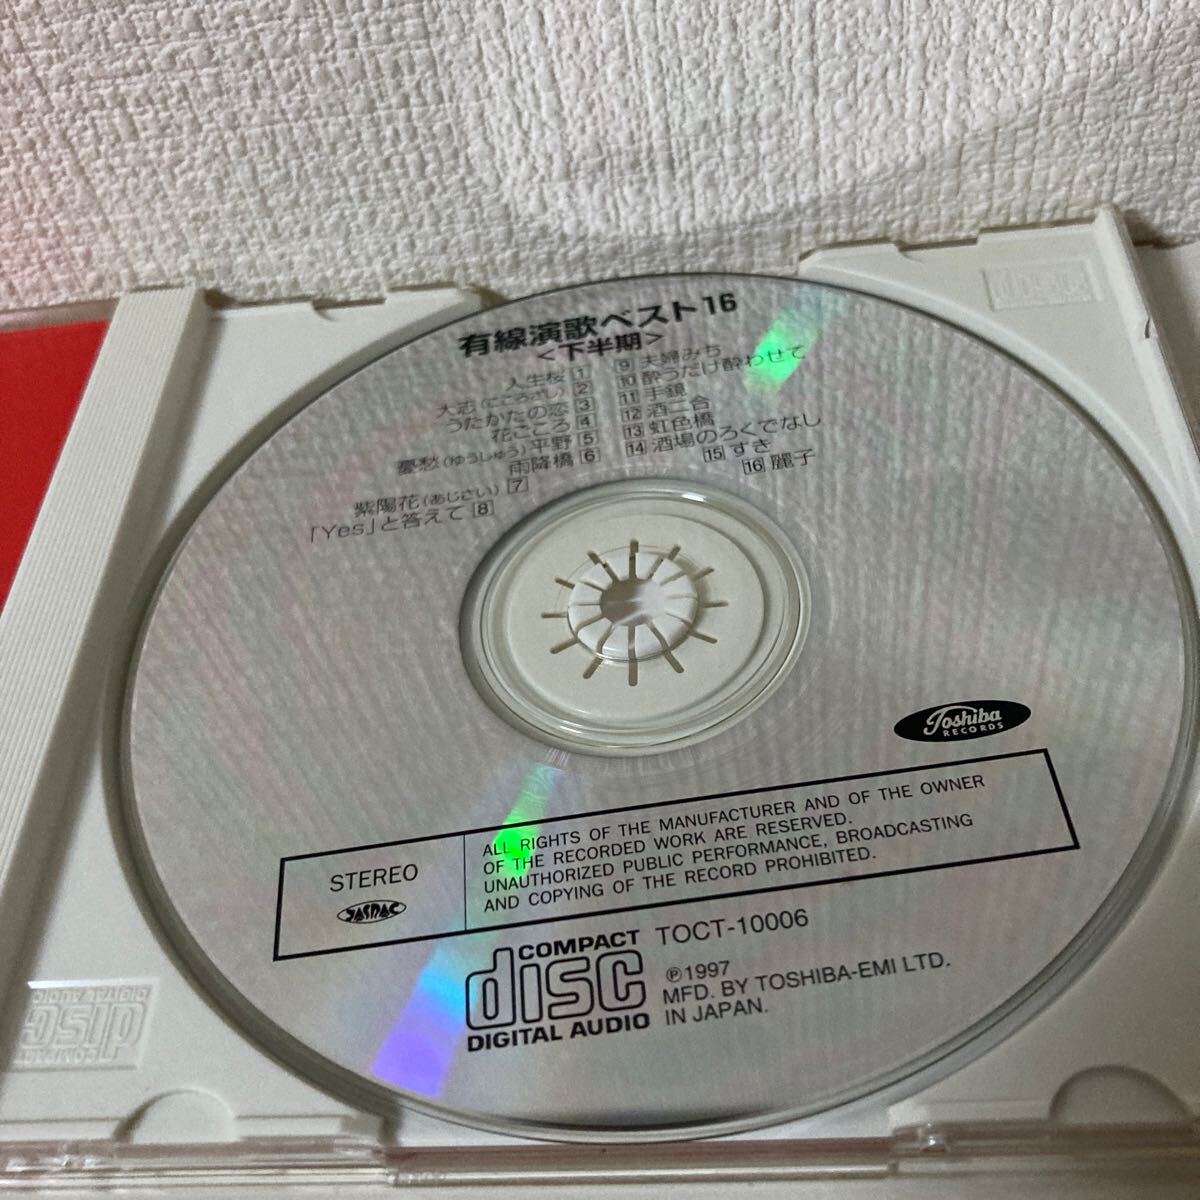 有線演歌ベスト16
<下半期>
人生桜 1
大志(こころざし) 2
うたかたの恋 3
花こころ 4
憂愁(ゆうしゅう)平野 5
雨降橋 6
紫陽花(あじさい) 7
「Yes」と答えて 8
9 夫婦みち
10 酔うだけ酔わせて
11 手鏡
12 酒二合
13 虹色橋
14 酒場のろくでなし
15 すき
16 麗子
Toshiba
RECORDS
STEREO
JASRAC
ALL RIGHTS OF THE MANUFACTURER AND OF THE OWNER
OF THE RECORDED WORK ARE RESERVED.
UNAUTHORIZED PUBLIC PERFORMANCE, BROADCASTING
AND COPYING OF THE RECORD PROHIBITED.
COMPACT
disc
DIGITAL AUDIO
TOCT-10006
℗1997
MFD. BY TOSHIBA-EMI LTD.
IN JAPAN.
disc
COMPACT
disc
DIGITAL AUDIO